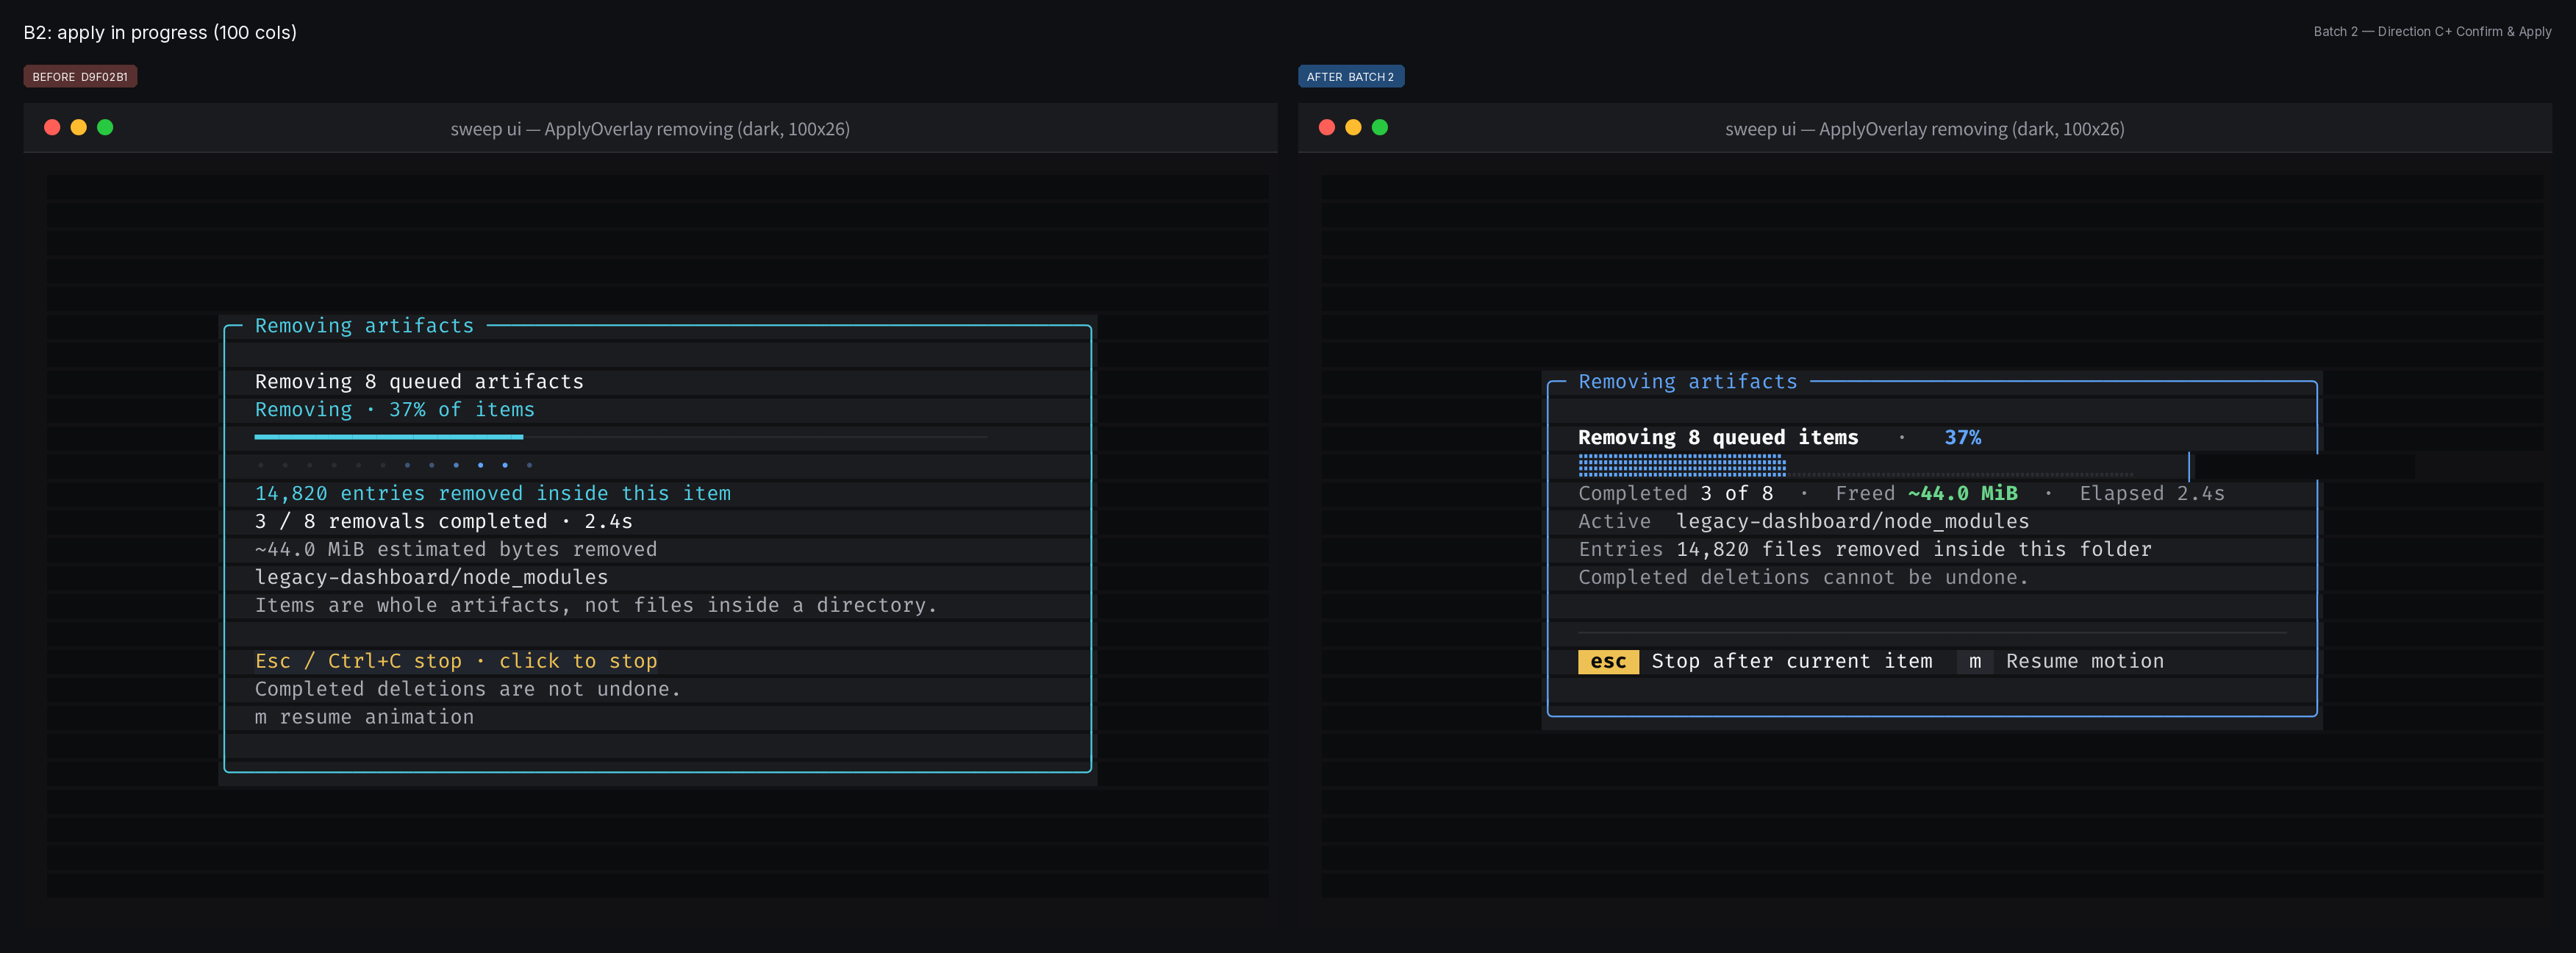 B2: apply in progress (100 cols)
Batch 2 — Direction C+ Confirm & Apply
BEFORE D9F02B1
sweep ui — ApplyOverlay removing (dark, 100x26)
Removing artifacts
Removing 8 queued artifacts
Removing · 37% of items
14,820 entries removed inside this item
3 / 8 removals completed · 2.4s
~44.0 MiB estimated bytes removed
legacy-dashboard/node_modules
Items are whole artifacts, not files inside a directory.
Esc / Ctrl+C stop · click to stop
Completed deletions are not undone.
m resume animation
AFTER BATCH 2
sweep ui — ApplyOverlay removing (dark, 100x26)
Removing artifacts
Removing 8 queued items · 37%
Completed 3 of 8 · Freed ~44.0 MiB · Elapsed 2.4s
Active legacy-dashboard/node_modules
Entries 14,820 files removed inside this folder
Completed deletions cannot be undone.
esc Stop after current item m Resume motion